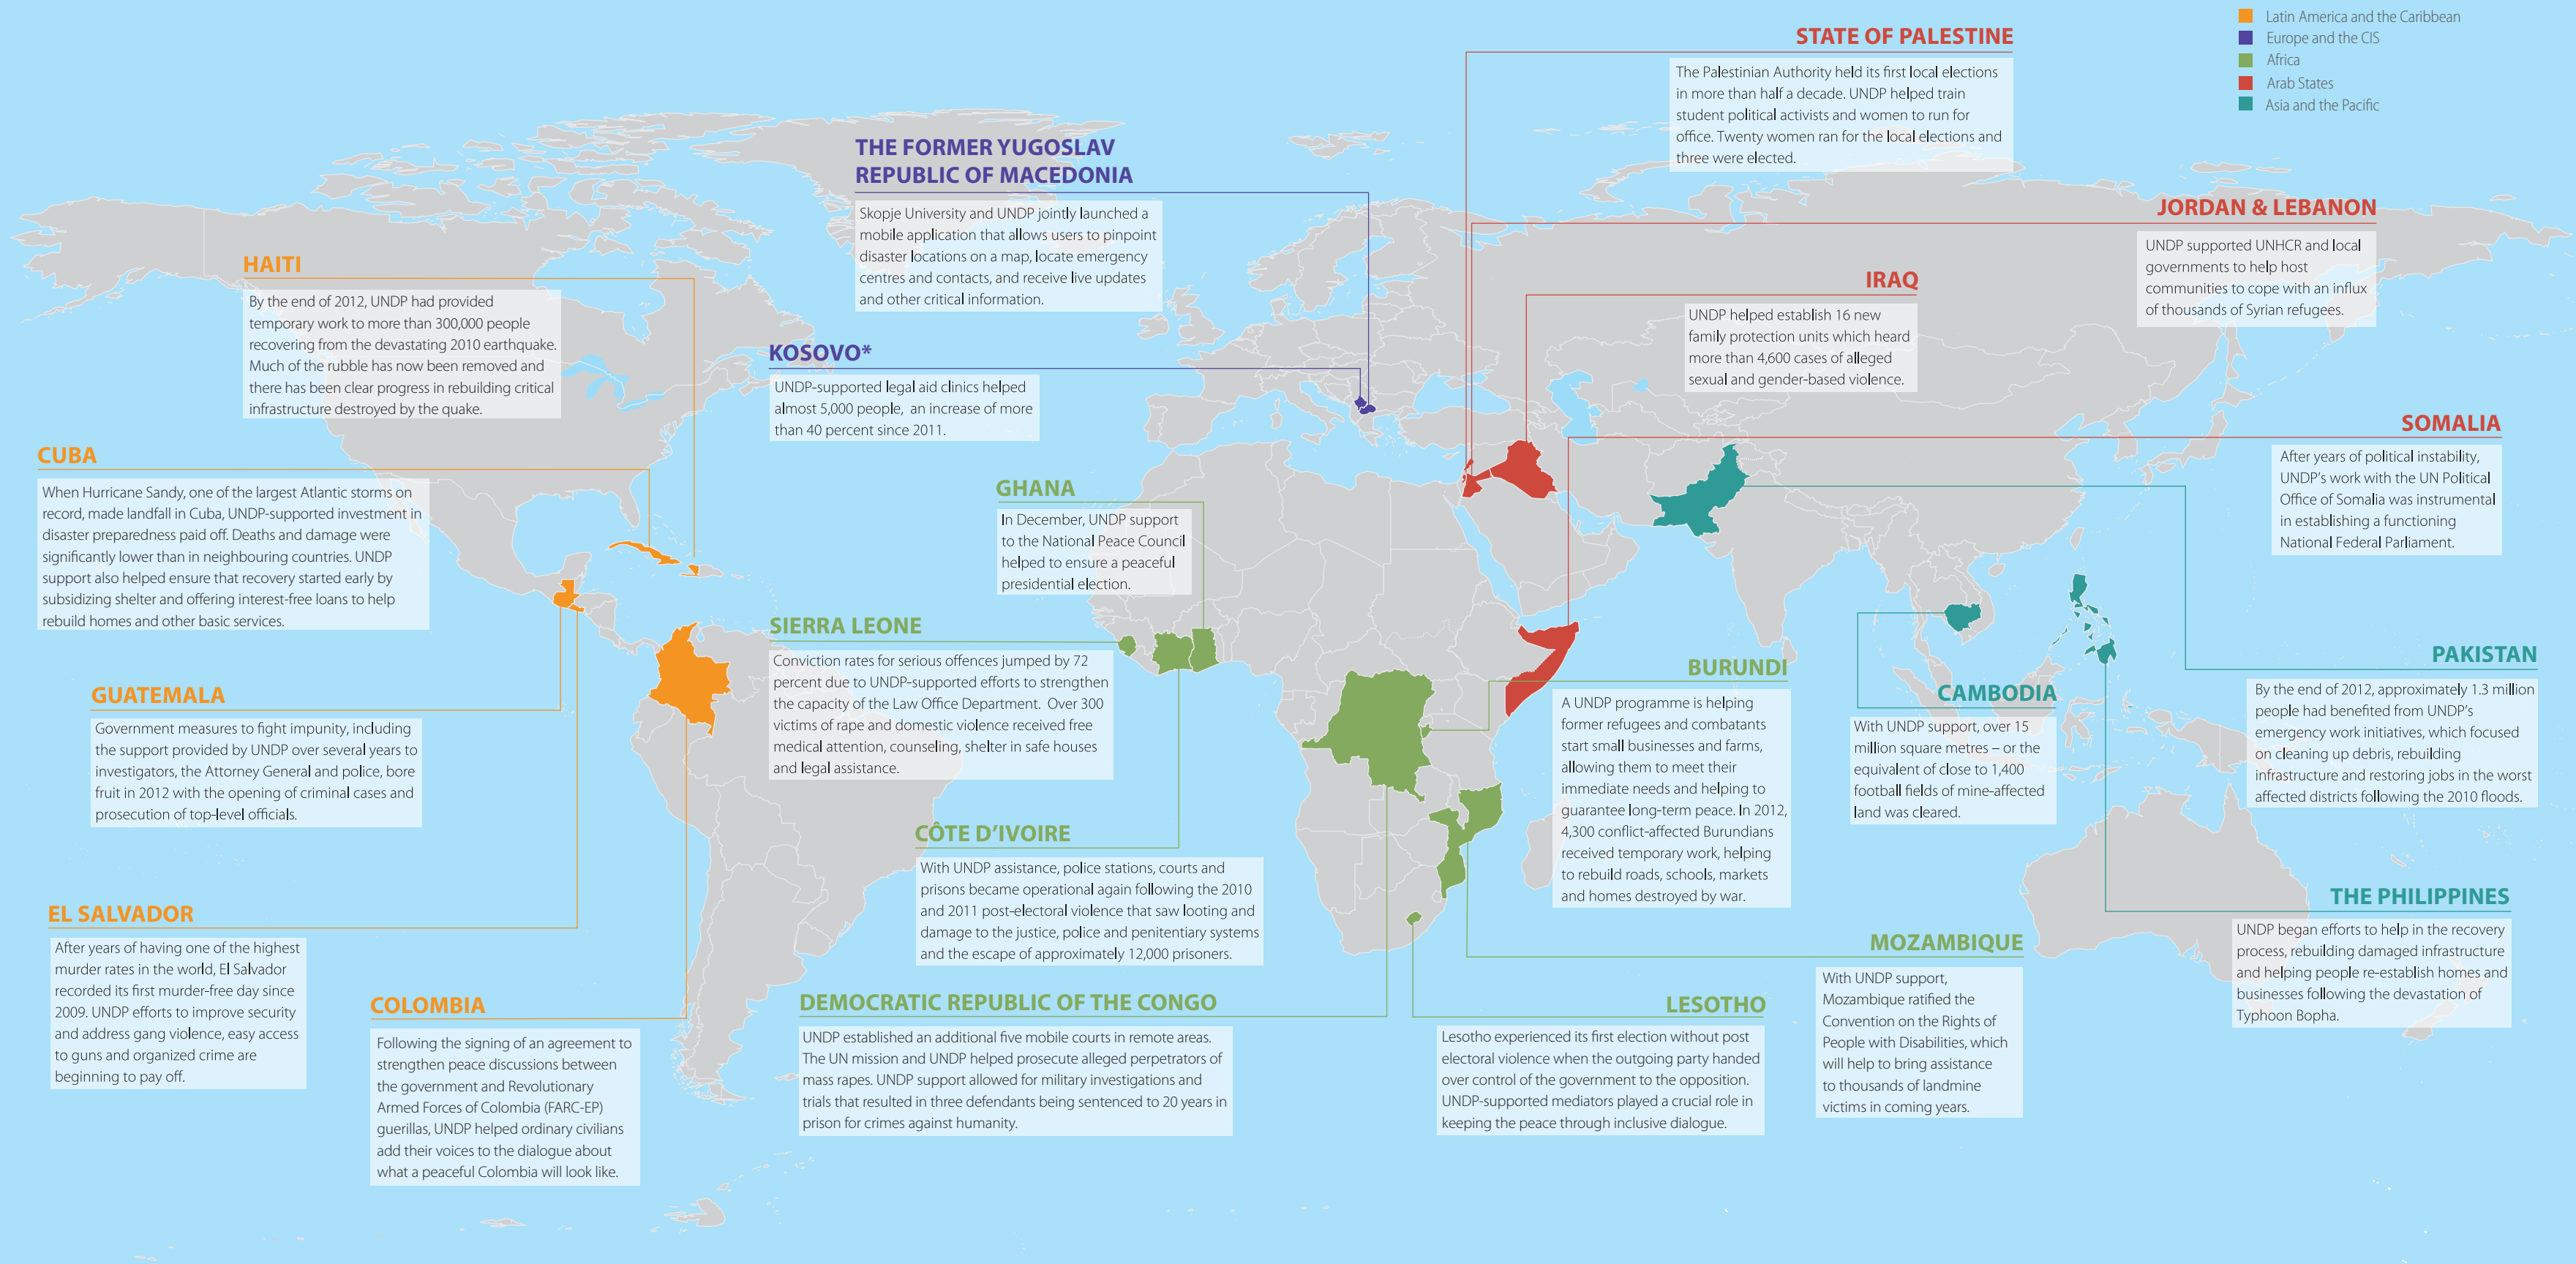 Latin America and the Caribbean
Europe and the CIS
Africa
Arab States
Asia and the Pacific
STATE OF PALESTINE
The Palestinian Authority held its first local elections
in more than half a decade. UNDP helped train
student political activists and women to run for
office. Twenty women ran for the local elections and
three were elected.
THE FORMER YUGOSLAV
REPUBLIC OF MACEDONIA
Skopje University and UNDP jointly launched a
mobile application that allows users to pinpoint
disaster locations on a map, locate emergency
centres and contacts, and receive live updates
and other critical information.
JORDAN & LEBANON
UNDP supported UNHCR and local
governments to help host
communities to cope with an influx
of thousands of Syrian refugees.
HAITI
By the end of 2012, UNDP had provided
temporary work to more than 300,000 people
recovering from the devastating 2010 earthquake.
Much of the rubble has now been removed and
there has been clear progress in rebuilding critical
infrastructure destroyed by the quake.
IRAQ
UNDP helped establish 16 new
family protection units which heard
more than 4,600 cases of alleged
sexual and gender-based violence.
KOSOVO*
UNDP-supported legal aid clinics helped
almost 5,000 people, an increase of more
than 40 percent since 2011.
SOMALIA
After years of political instability,
UNDP's work with the UN Political
Office of Somalia was instrumental
in establishing a functioning
National Federal Parliament.
CUBA
When Hurricane Sandy, one of the largest Atlantic storms on
record, made landfall in Cuba, UNDP-supported investment in
disaster preparedness paid off. Deaths and damage were
significantly lower than in neighbouring countries. UNDP
support also helped ensure that recovery started early by
subsidizing shelter and offering interest-free loans to help
rebuild homes and other basic services.
GHANA
In December, UNDP support
to the National Peace Council
helped to ensure a peaceful
presidential election.
SIERRA LEONE
Conviction rates for serious offences jumped by 72
percent due to UNDP-supported efforts to strengthen
the capacity of the Law Office Department. Over 300
victims of rape and domestic violence received free
medical attention, counseling, shelter in safe houses
and legal assistance.
BURUNDI
A UNDP programme is helping
former refugees and combatants
start small businesses and farms,
allowing them to meet their
immediate needs and helping to
guarantee long-term peace. In 2012,
4,300 conflict-affected Burundians
received temporary work, helping
to rebuild roads, schools, markets
and homes destroyed by war.
CAMBODIA
With UNDP support, over 15
million square metres – or the
equivalent of close to 1,400
football fields of mine-affected
land was cleared.
PAKISTAN
By the end of 2012, approximately 1.3 million
people had benefited from UNDP's
emergency work initiatives, which focused
on cleaning up debris, rebuilding
infrastructure and restoring jobs in the worst
affected districts following the 2010 floods.
GUATEMALA
Government measures to fight impunity, including
the support provided by UNDP over several years to
investigators, the Attorney General and police, bore
fruit in 2012 with the opening of criminal cases and
prosecution of top-level officials.
CÔTE D'IVOIRE
With UNDP assistance, police stations, courts and
prisons became operational again following the 2010
and 2011 post-electoral violence that saw looting and
damage to the justice, police and penitentiary systems
and the escape of approximately 12,000 prisoners.
THE PHILIPPINES
UNDP began efforts to help in the recovery
process, rebuilding damaged infrastructure
and helping people re-establish homes and
businesses following the devastation of
Typhoon Bopha.
EL SALVADOR
After years of having one of the highest
murder rates in the world, El Salvador
recorded its first murder-free day since
2009. UNDP efforts to improve security
and address gang violence, easy access
to guns and organized crime are
beginning to pay off.
COLOMBIA
Following the signing of an agreement to
strengthen peace discussions between
the government and Revolutionary
Armed Forces of Colombia (FARC-EP)
guerillas, UNDP helped ordinary civilians
add their voices to the dialogue about
what a peaceful Colombia will look like.
DEMOCRATIC REPUBLIC OF THE CONGO
UNDP established an additional five mobile courts in remote areas.
The UN mission and UNDP helped prosecute alleged perpetrators of
mass rapes. UNDP support allowed for military investigations and
trials that resulted in three defendants being sentenced to 20 years in
prison for crimes against humanity.
LESOTHO
Lesotho experienced its first election without post
electoral violence when the outgoing party handed
over control of the government to the opposition.
UNDP-supported mediators played a crucial role in
keeping the peace through inclusive dialogue.
MOZAMBIQUE
With UNDP support,
Mozambique ratified the
Convention on the Rights of
People with Disabilities, which
will help to bring assistance
to thousands of landmine
victims in coming years.